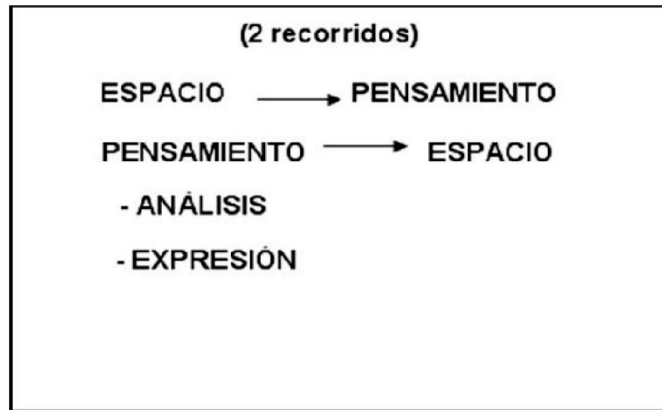 (2 recorridos)
ESPACIO → PENSAMIENTO
PENSAMIENTO → ESPACIO
- ANÁLISIS
- EXPRESIÓN